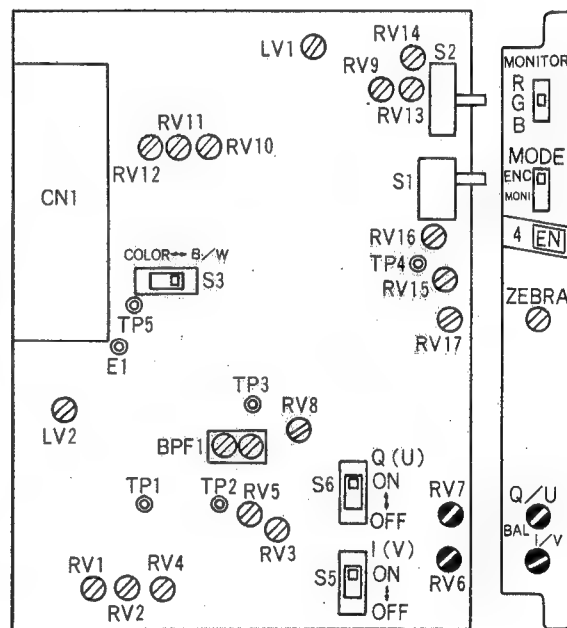 RV14
LV1
S2
RV9
RV13
MONITOR
R
G
B
RV11
RV10
RV12
MODE
ENC
MONI
CN1
S1
RV16
4 EN
COLOR↔B/W
S3
TP4
RV15
ZEBRA
TP5
RV17
E1
TP3
RV8
LV2
BPF1
Q (U)
S6
ON
↕
OFF
TP1
TP2
RV5
RV3
RV7
Q/U
BAL
I/V
I (V)
S5
ON
↕
OFF
RV6
RV1
RV4
RV2